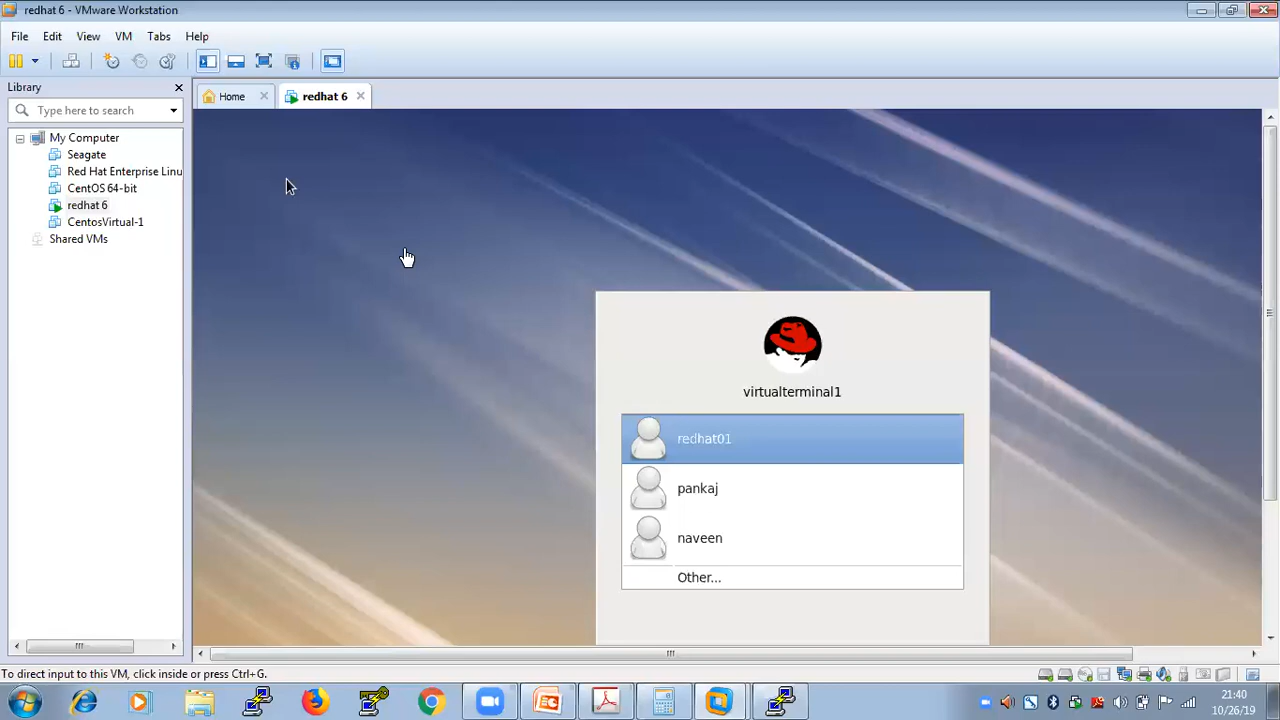 redhat 6 - VMware Workstation
File Edit View VM Tabs Help
Library
Type here to search
My Computer
Seagate
Red Hat Enterprise Linu
CentOS 64-bit
redhat 6
CentosVirtual-1
Shared VMs
Home
redhat 6
virtualterminal1
redhat01
pankaj
naveen
Other...
To direct input to this VM, click inside or press Ctrl+G.
21:40
10/26/19